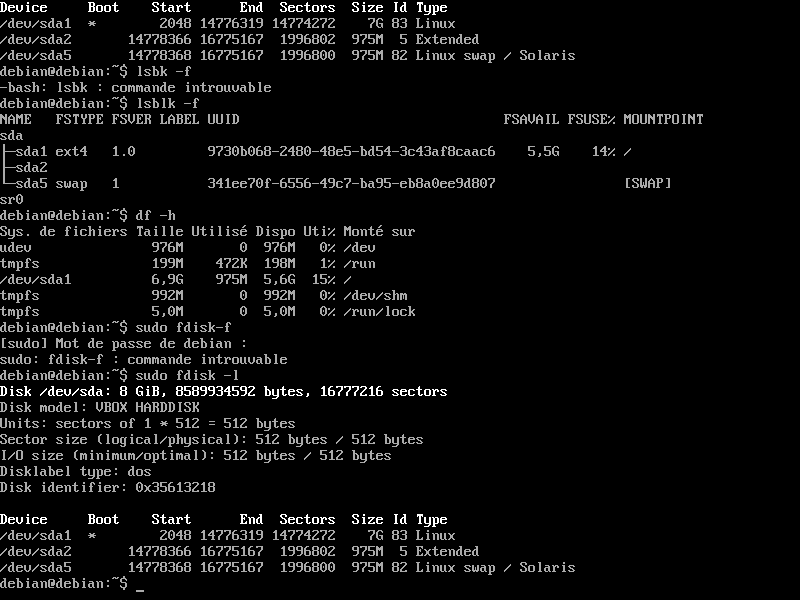 Device     Boot    Start      End  Sectors  Size Id Type
/dev/sda1  *        2048 14776319 14774272    7G 83 Linux
/dev/sda2       14778366 16775167  1996802  975M  5 Extended
/dev/sda5       14778368 16775167  1996800  975M 82 Linux swap / Solaris
debian@debian:~$ lsbk -f
-bash: lsbk : commande introuvable
debian@debian:~$ lsblk -f
NAME   FSTYPE FSVER LABEL UUID                                 FSAVAIL FSUSE% MOUNTPOINT
sda
├─sda1 ext4   1.0         9730b068-2480-48e5-bd54-3c43af8caac6    5,5G    14% /
├─sda2
└─sda5 swap   1           341ee70f-6556-49c7-ba95-eb8a0ee9d807                [SWAP]
sr0
debian@debian:~$ df -h
Sys. de fichiers Taille Utilisé Dispo Uti% Monté sur
udev               976M       0  976M   0% /dev
tmpfs              199M    472K  198M   1% /run
/dev/sda1          6,9G    975M  5,6G  15% /
tmpfs              992M       0  992M   0% /dev/shm
tmpfs              5,0M       0  5,0M   0% /run/lock
debian@debian:~$ sudo fdisk-f
[sudo] Mot de passe de debian :
sudo: fdisk-f : commande introuvable
debian@debian:~$ sudo fdisk -l
Disk /dev/sda: 8 GiB, 8589934592 bytes, 16777216 sectors
Disk model: VBOX HARDDISK
Units: sectors of 1 * 512 = 512 bytes
Sector size (logical/physical): 512 bytes / 512 bytes
I/O size (minimum/optimal): 512 bytes / 512 bytes
Disklabel type: dos
Disk identifier: 0x35613218

Device     Boot    Start      End  Sectors  Size Id Type
/dev/sda1  *        2048 14776319 14774272    7G 83 Linux
/dev/sda2       14778366 16775167  1996802  975M  5 Extended
/dev/sda5       14778368 16775167  1996800  975M 82 Linux swap / Solaris
debian@debian:~$ _